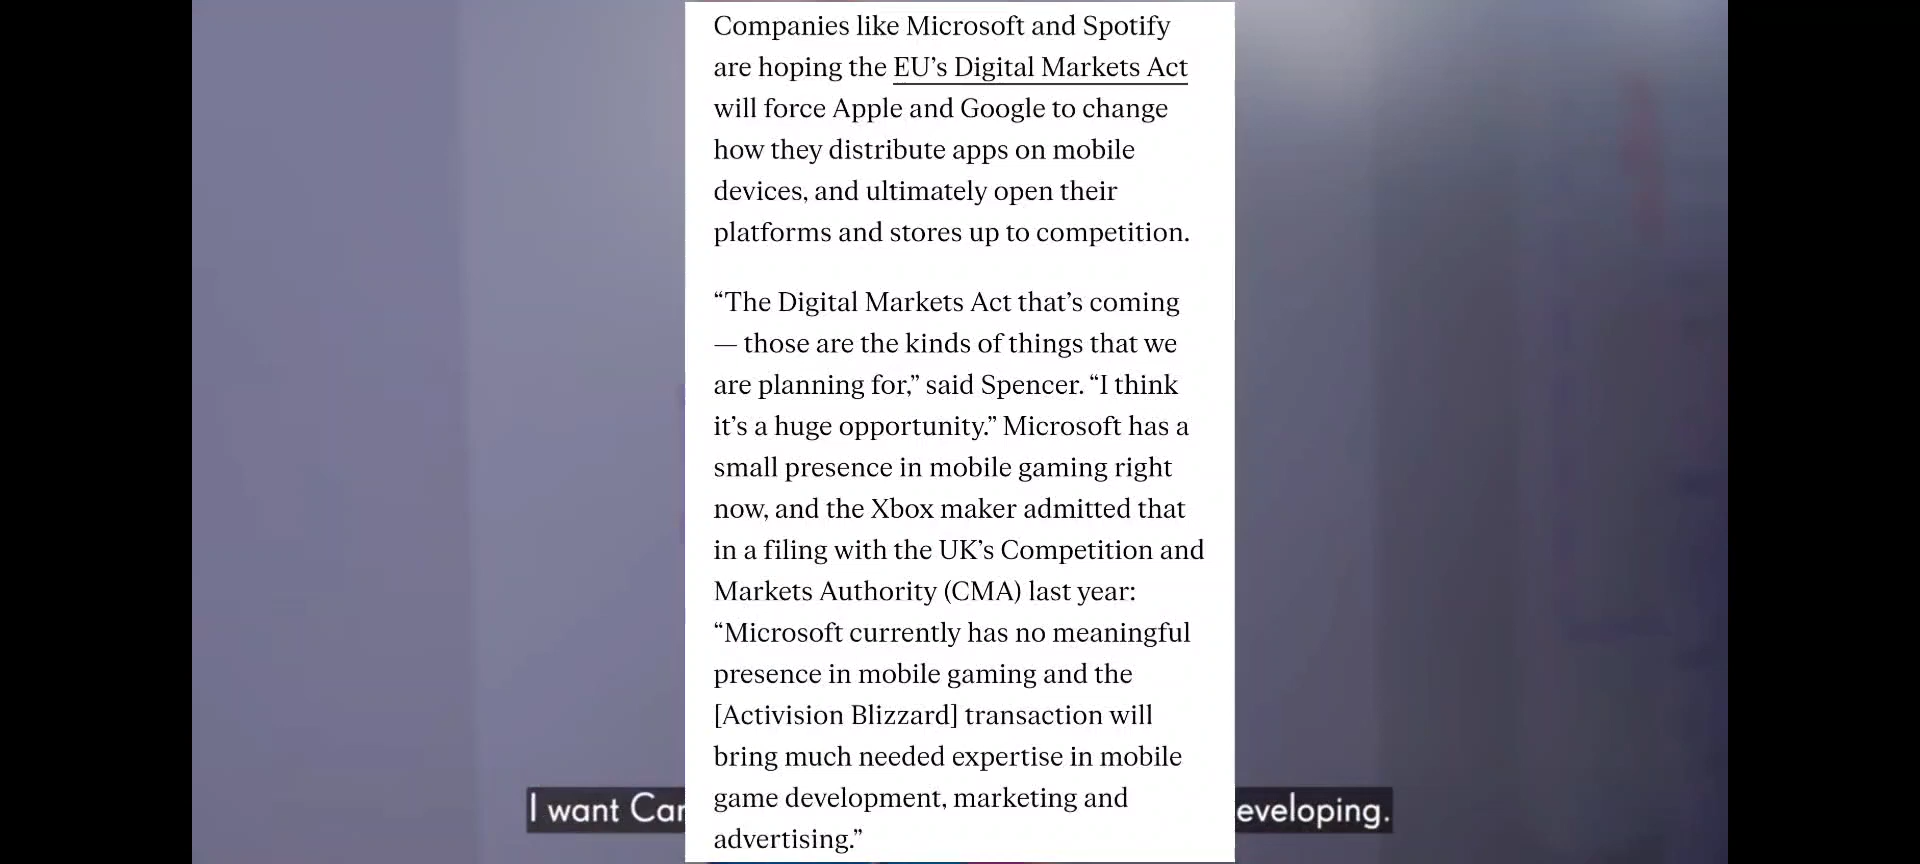 Companies like Microsoft and Spotify
are hoping the EU’s Digital Markets Act
will force Apple and Google to change
how they distribute apps on mobile
devices, and ultimately open their
platforms and stores up to competition.
“The Digital Markets Act that’s coming
— those are the kinds of things that we
are planning for,” said Spencer. “I think
it’s a huge opportunity.” Microsoft has a
small presence in mobile gaming right
now, and the Xbox maker admitted that
in a filing with the UK’s Competition and
Markets Authority (CMA) last year:
“Microsoft currently has no meaningful
presence in mobile gaming and the
[Activision Blizzard] transaction will
bring much needed expertise in mobile
game development, marketing and
advertising.”
I want